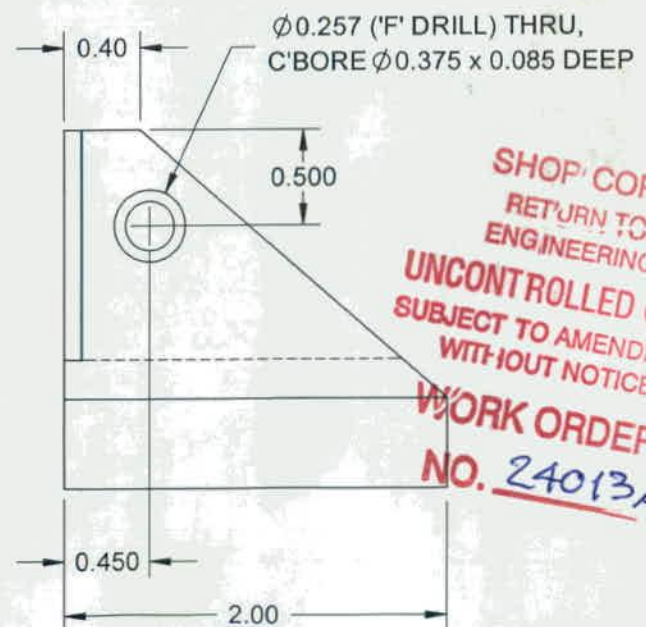 Ø0.257 ('F' DRILL) THRU,
C'BORE Ø0.375 x 0.085 DEEP
0.40
0.500
SHOP
RETURN TO
ENGINEERING
UNCONTROLLED
SUBJECT TO
WITHOUT NOTICE
WORK ORDER
NO. 24013
0.450
2.00